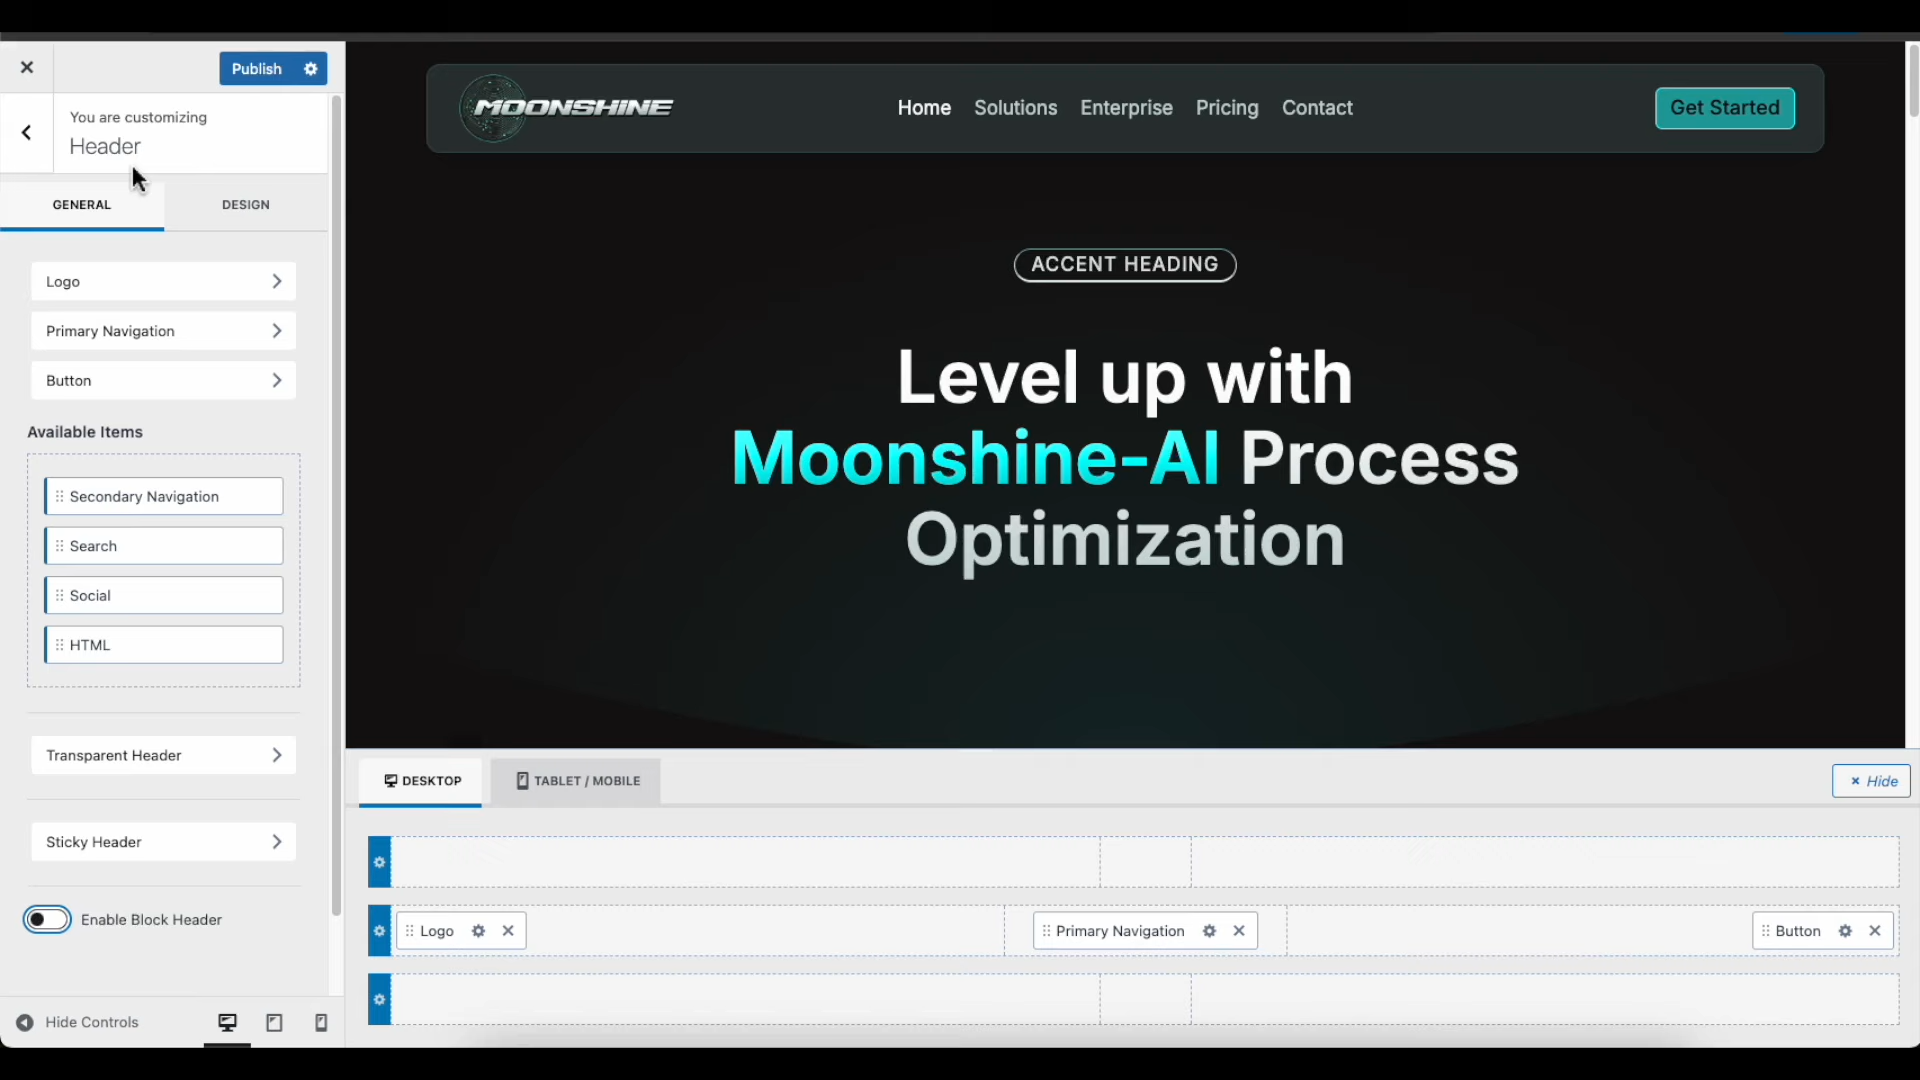 Publish
You are customizing
Header
GENERAL
DESIGN
Logo
Primary Navigation
Button
Available Items
Secondary Navigation
Search
Social
HTML
Transparent Header
Sticky Header
Enable Block Header
Hide Controls
MOONSHINE
Home Solutions Enterprise Pricing Contact
Get Started
ACCENT HEADING
Level up with
Moonshine-AI Process
Optimization
DESKTOP
TABLET / MOBILE
× Hide
Logo
Primary Navigation
Button